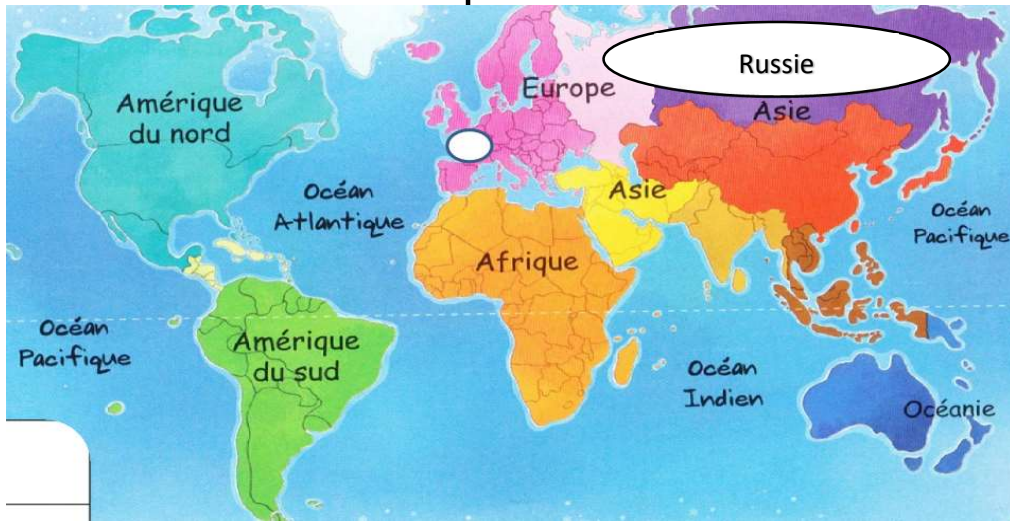 Russie
Europe
Asie
Amérique
du nord
Océan
Atlantique
Asie
Océan
Pacifique
Afrique
Océan
Pacifique
Amérique
du sud
Océan
Indien
Océanie